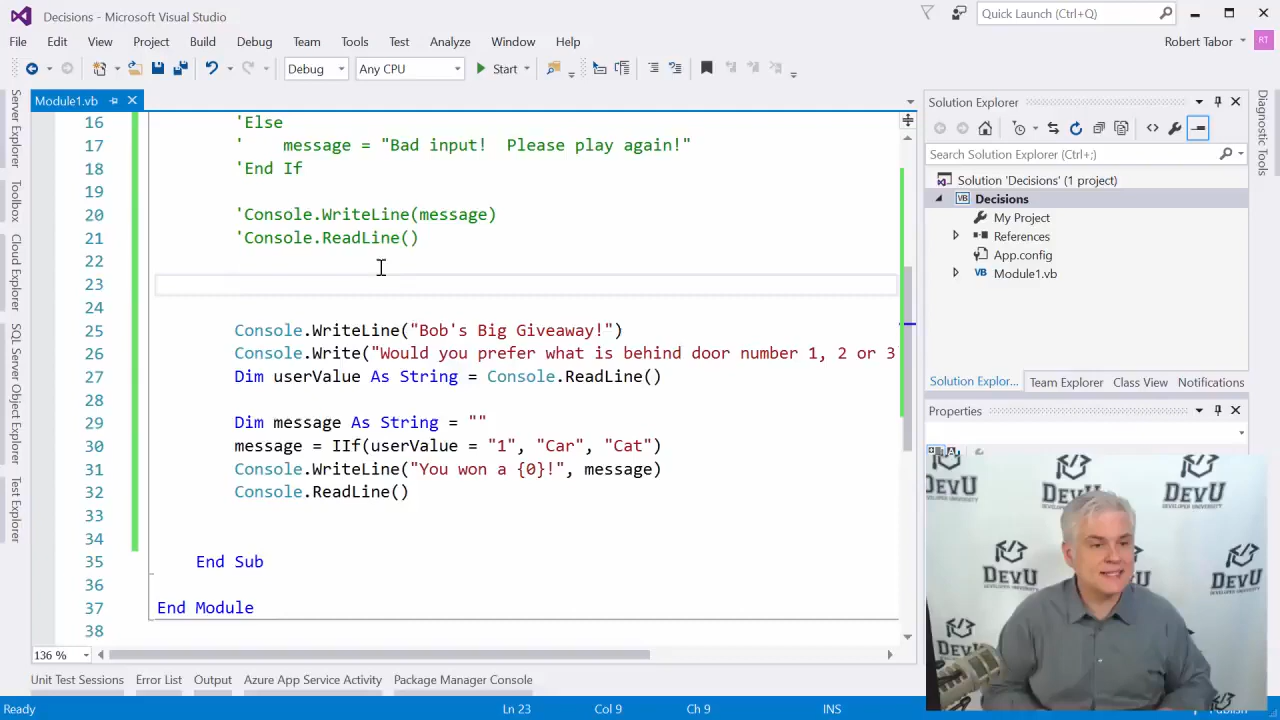 Decisions - Microsoft Visual Studio
Quick Launch (Ctrl+Q)
File Edit View Project Build Debug Team Tools Test Analyze Window Help
Robert Tabor RT
Debug Any CPU Start
Server Explorer
Toolbox
Cloud Explorer
SQL Server Object Explorer
Test Explorer
Module1.vb
16 'Else
17 ' message = "Bad input! Please play again!"
18 'End If
19
20 'Console.WriteLine(message)
21 'Console.ReadLine()
22
23
24
25 Console.WriteLine("Bob's Big Giveaway!")
26 Console.Write("Would you prefer what is behind door number 1, 2 or 3
27 Dim userValue As String = Console.ReadLine()
28
29 Dim message As String = ""
30 message = IIf(userValue = "1", "Car", "Cat")
31 Console.WriteLine("You won a {0}!", message)
32 Console.ReadLine()
33
34
35 End Sub
36
37 End Module
38
136 %
Solution Explorer
Search Solution Explorer (Ctrl+;)
Solution 'Decisions' (1 project)
VB Decisions
My Project
References
App.config
VB Module1.vb
Solution Explor... Team Explorer Class View Notifications
Properties
Diagnostic Tools
DEVU
DEVELOPER UNIVERSITY
DEVU
DEVU
DEVU
Unit Test Sessions Error List Output Azure App Service Activity Package Manager Console
Ready Ln 23 Col 9 Ch 9 INS